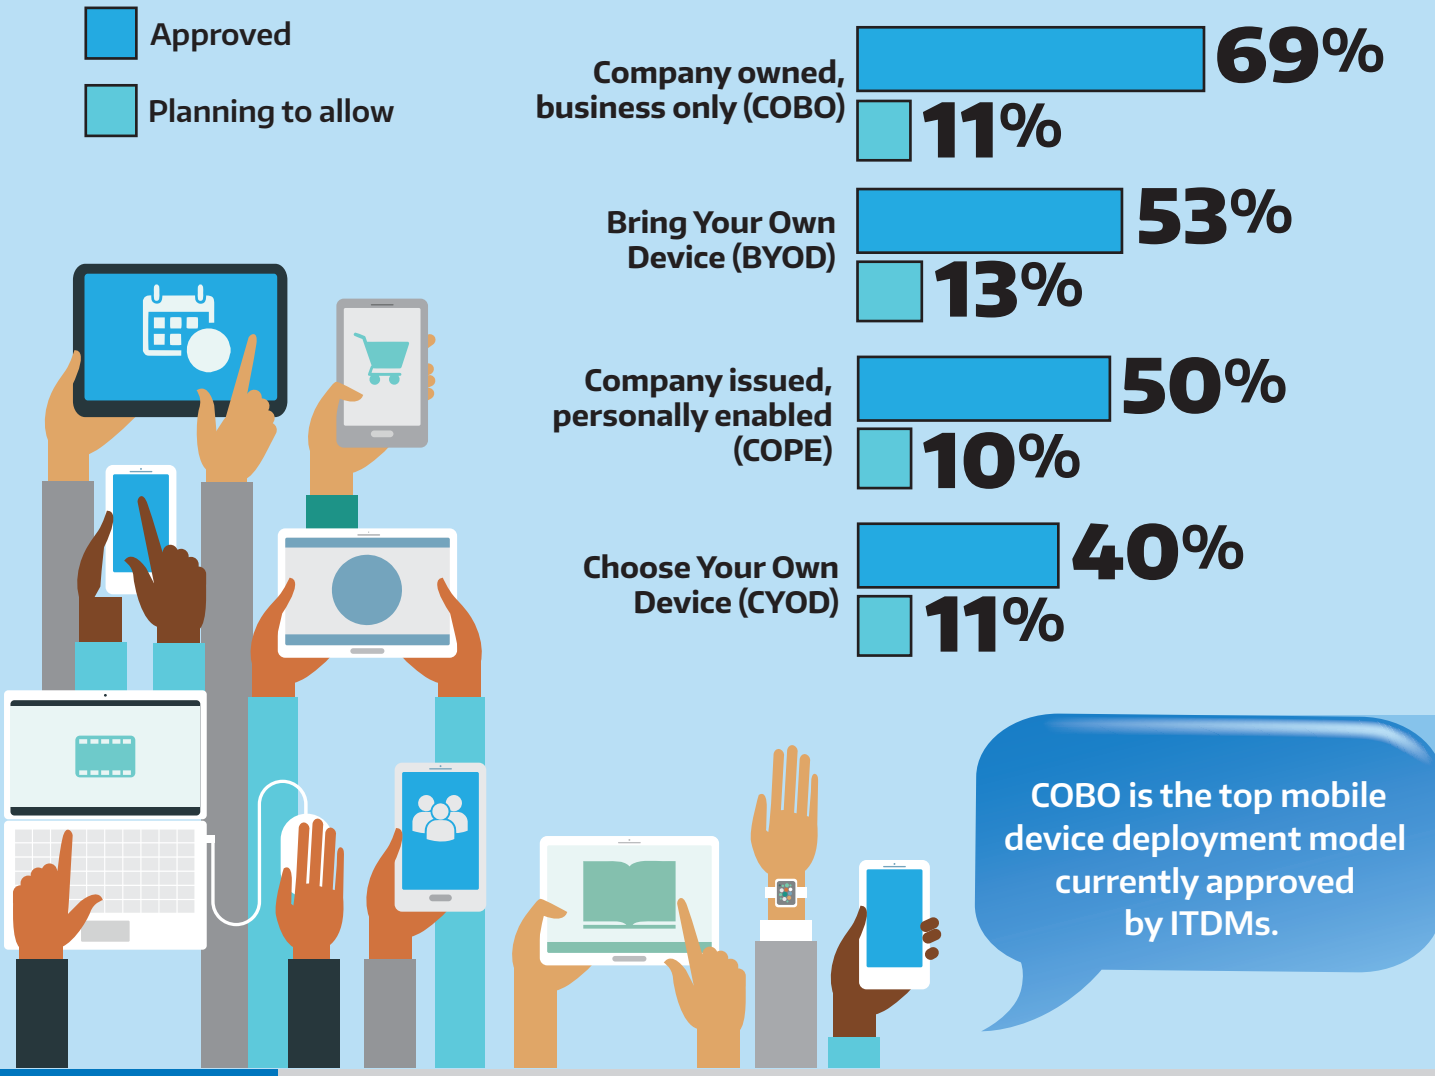 Approved
Planning to allow
Company owned,
business only (COBO)
69%
11%
Bring Your Own
Device (BYOD)
53%
13%
Company issued,
personally enabled
(COPE)
50%
10%
Choose Your Own
Device (CYOD)
40%
11%
COBO is the top mobile
device deployment model
currently approved
by ITDMs.